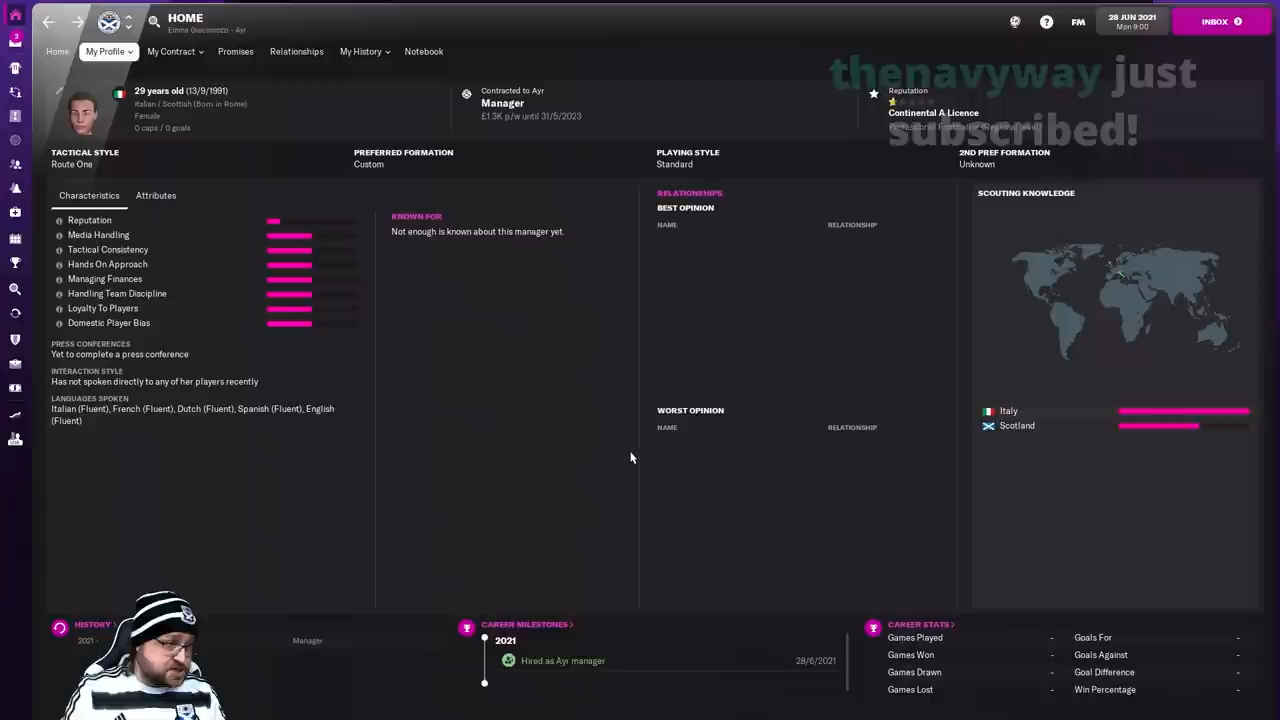 HOME
Emma Giacomozzi - Ayr
3
FM
28 JUN 2021
Mon 9:00
INBOX
Home
My Profile
My Contract
Promises
Relationships
My History
Notebook
thenavyway just
subscribed!
29 years old (13/9/1991)
Italian / Scottish (Born in Rome)
Female
0 caps / 0 goals
Contracted to Ayr
Manager
£1.3K p/w until 31/5/2023
Reputation
Continental A Licence
Professional Footballer (Regional level)
TACTICAL STYLE
Route One
PREFERRED FORMATION
Custom
PLAYING STYLE
Standard
2ND PREF FORMATION
Unknown
Characteristics
Attributes
Reputation
Media Handling
Tactical Consistency
Hands On Approach
Managing Finances
Handling Team Discipline
Loyalty To Players
Domestic Player Bias
PRESS CONFERENCES
Yet to complete a press conference
INTERACTION STYLE
Has not spoken directly to any of her players recently
LANGUAGES SPOKEN
Italian (Fluent), French (Fluent), Dutch (Fluent), Spanish (Fluent), English
(Fluent)
KNOWN FOR
Not enough is known about this manager yet.
RELATIONSHIPS
BEST OPINION
NAME RELATIONSHIP
WORST OPINION
NAME RELATIONSHIP
SCOUTING KNOWLEDGE
Italy
Scotland
HISTORY
2021 - Manager
CAREER MILESTONES
2021
Hired as Ayr manager 28/6/2021
CAREER STATS
Games Played - Goals For -
Games Won - Goals Against -
Games Drawn - Goal Difference -
Games Lost - Win Percentage -